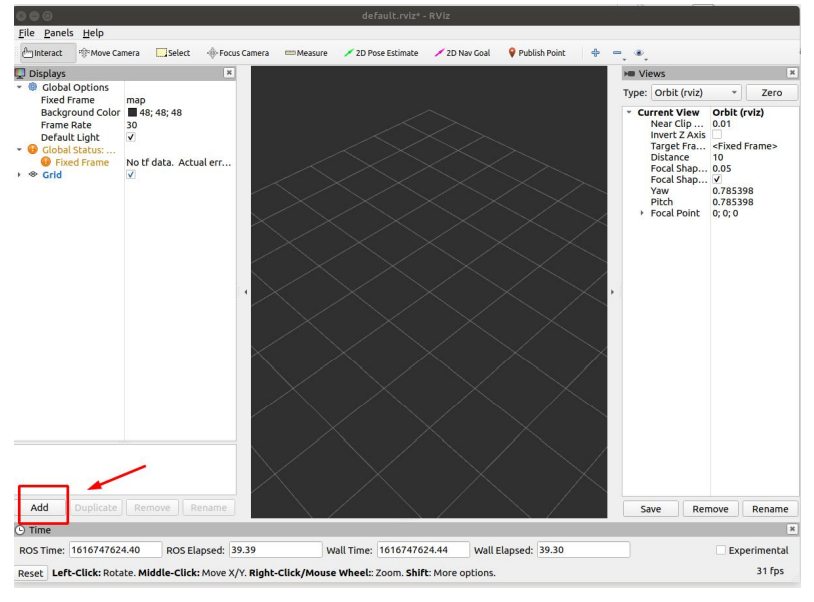 default.rviz* - RViz
File Panels Help
Interact Move Camera Select Focus Camera Measure 2D Pose Estimate 2D Nav Goal Publish Point
Displays
Global Options
Fixed Frame map
Background Color 48; 48; 48
Frame Rate 30
Default Light
Global Status: ...
Fixed Frame No tf data. Actual err...
Grid
Add Duplicate Remove Rename
Views
Type: Orbit (rviz) Zero
Current View Orbit (rviz)
Near Clip ... 0.01
Invert Z Axis
Target Fra... <Fixed Frame>
Distance 10
Focal Shap... 0.05
Focal Shap...
Yaw 0.785398
Pitch 0.785398
Focal Point 0; 0; 0
Save Remove Rename
Time
ROS Time: 1616747624.40 ROS Elapsed: 39.39 Wall Time: 1616747624.44 Wall Elapsed: 39.30 Experimental
Reset Left-Click: Rotate. Middle-Click: Move X/Y. Right-Click/Mouse Wheel:: Zoom. Shift: More options. 31 fps